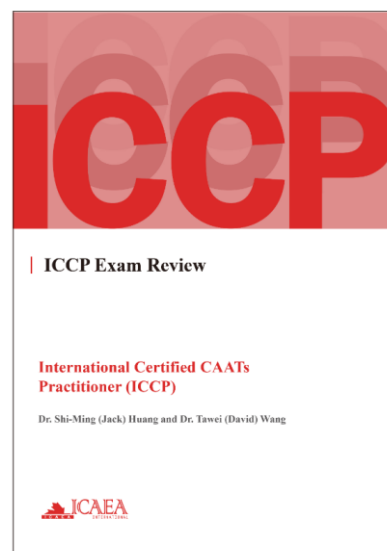 ICCP
ICCP Exam Review
International Certified CAATs
Practitioner (ICCP)
Dr. Shi-Ming (Jack) Huang and Dr. Tawei (David) Wang
ICAEA
INTERNATIONAL